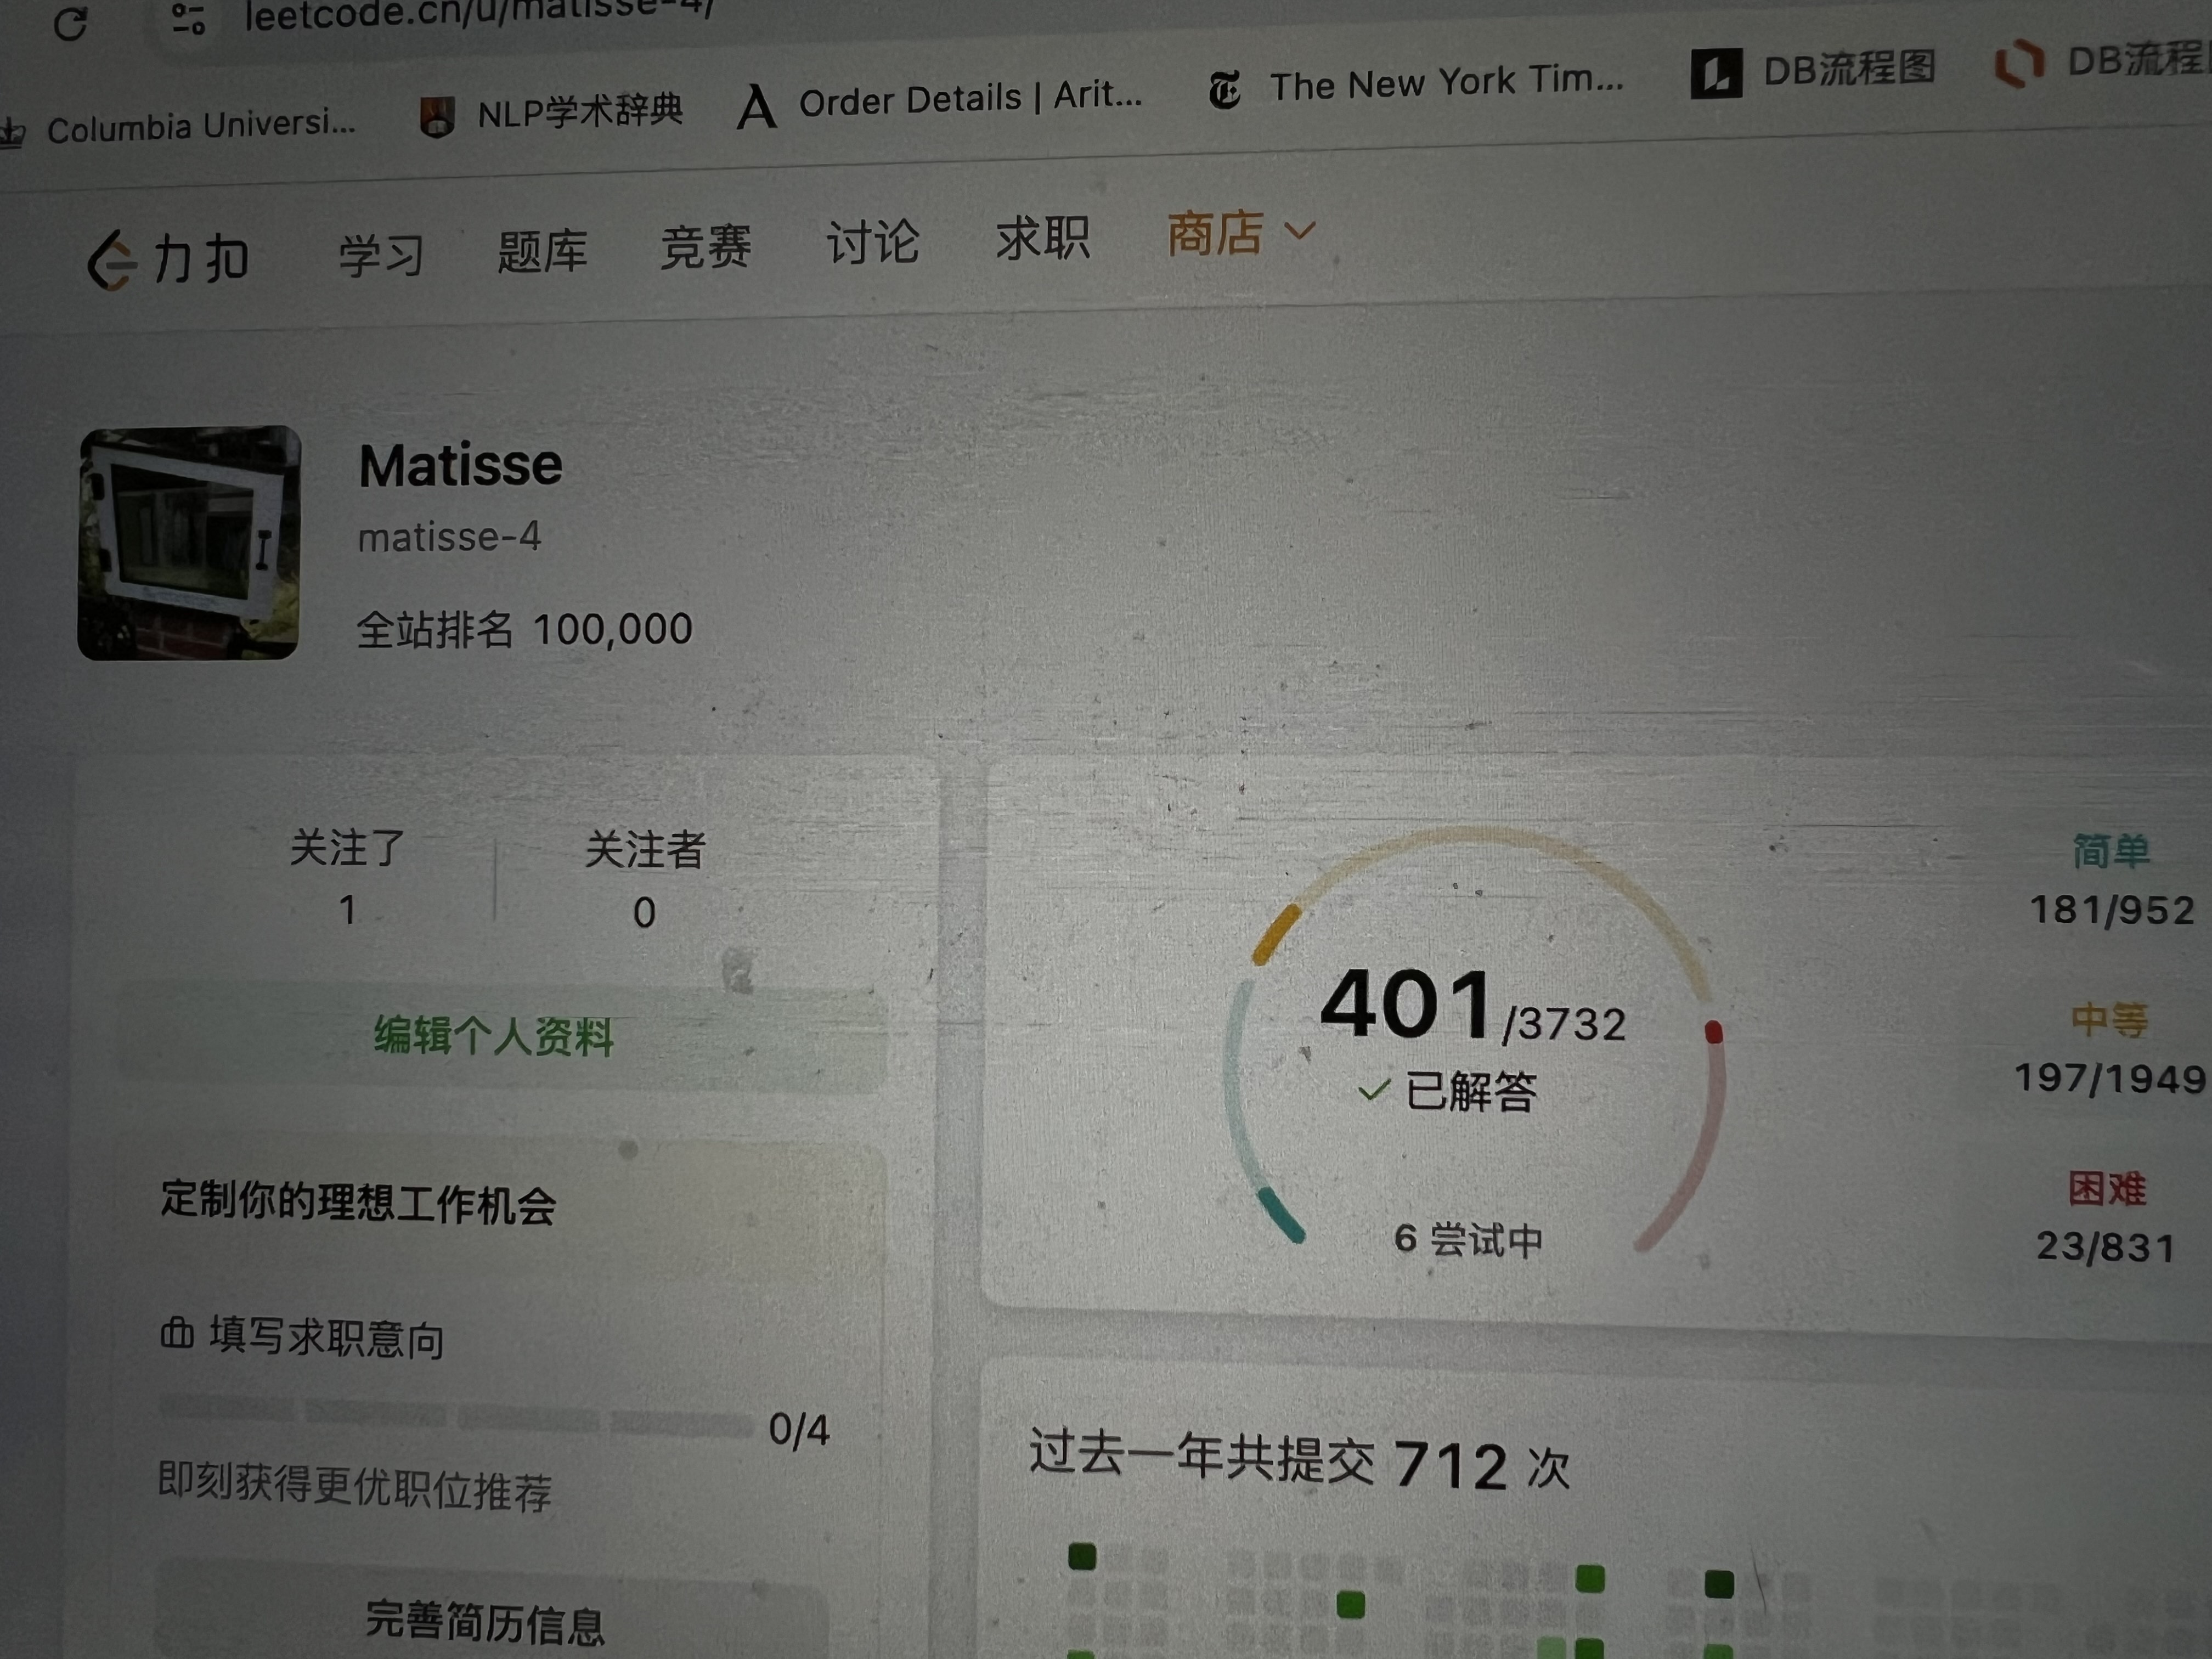 leetcode.cn/u/matisse-4/
Columbia Universi...
NLP学术辞典
Order Details | Arit...
The New York Tim...
DB流程图
DB流程
力扣
学习
题库
竞赛
讨论
求职
商店
Matisse
matisse-4
全站排名 100,000
关注了
1
关注者
0
编辑个人资料
定制你的理想工作机会
填写求职意向
0/4
即刻获得更优职位推荐
完善简历信息
401/3732
已解答
6 尝试中
简单
181/952
中等
197/1949
困难
23/831
过去一年共提交 712 次